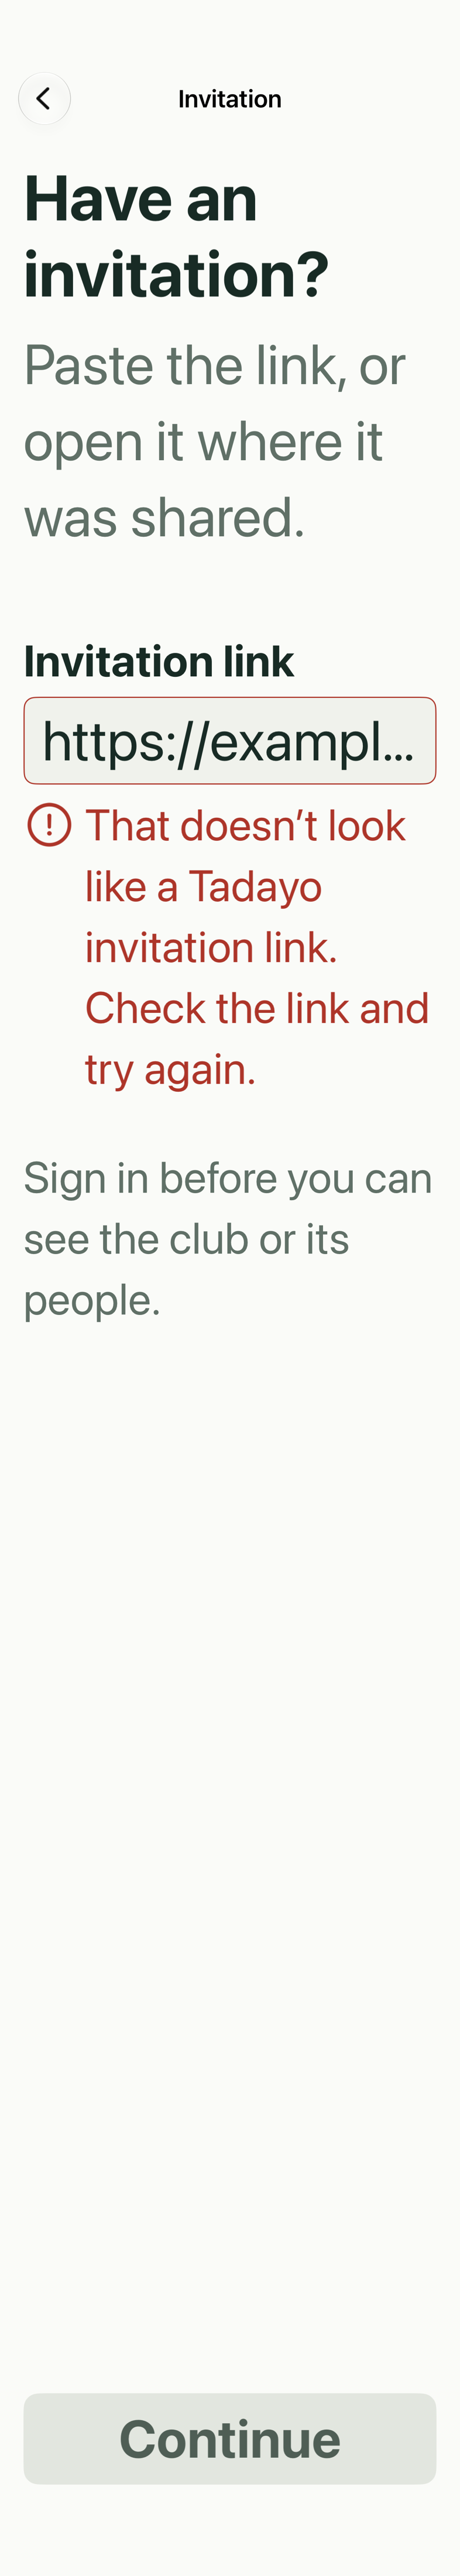 Invitation
Have an
invitation?
Paste the link, or
open it where it
was shared.
Invitation link
https://exampl...
That doesn’t look
like a Tadayo
invitation link.
Check the link and
try again.
Sign in before you can
see the club or its
people.
Continue